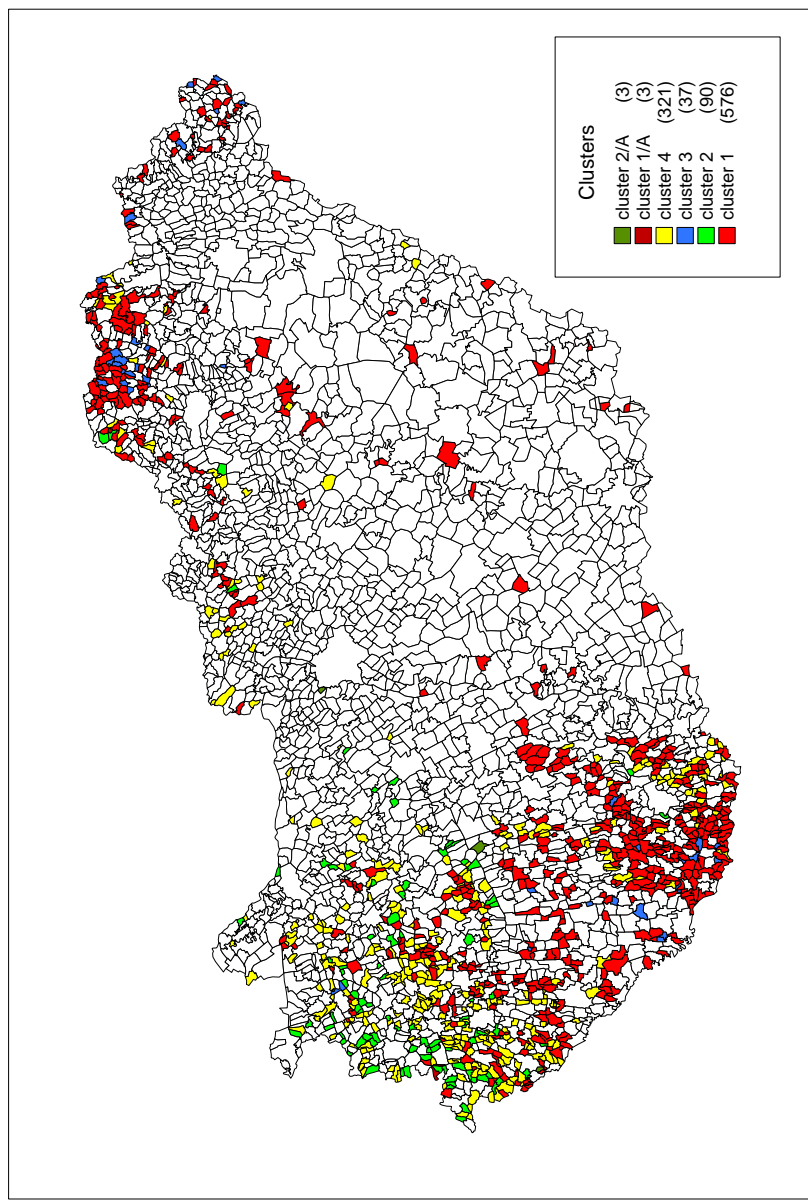 Clusters
cluster 2/A (3)
cluster 1/A (3)
cluster 4 (321)
cluster 3 (37)
cluster 2 (90)
cluster 1 (576)